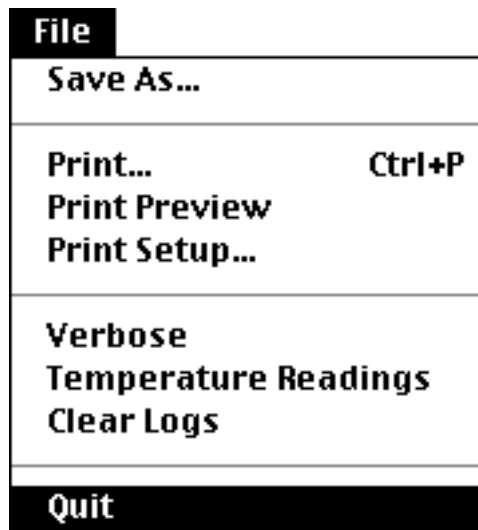 File
Save As...
Print... Ctrl+P
Print Preview
Print Setup...
Verbose
Temperature Readings
Clear Logs
Quit